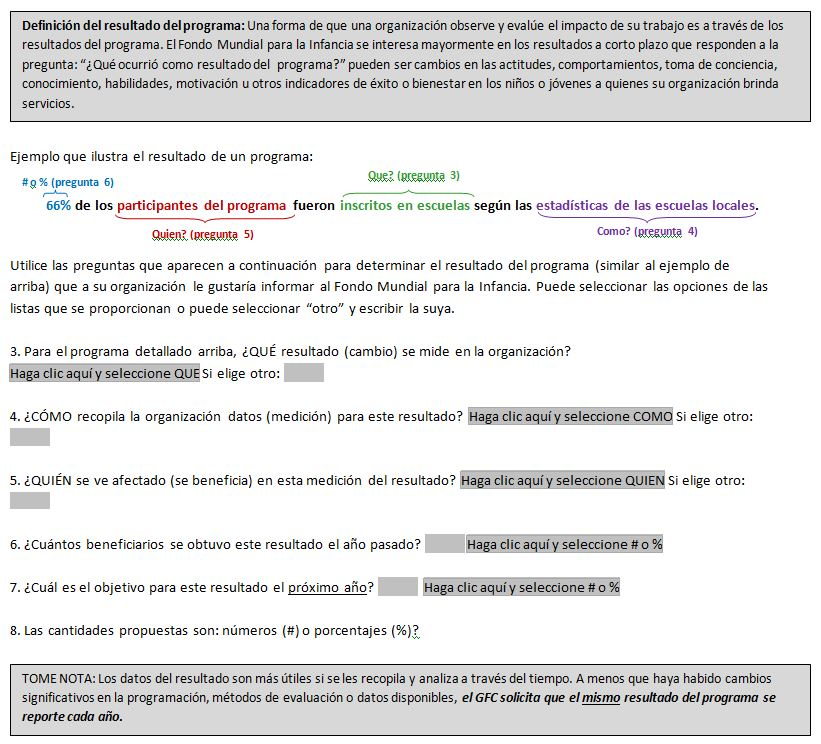 Definición del resultado del programa: Una forma de que una organización observe y evalúe el impacto de su trabajo es a través de los
resultados del programa. El Fondo Mundial para la Infancia se interesa mayormente en los resultados a corto plazo que responden a la
pregunta: “¿Qué ocurrió como resultado del programa?” pueden ser cambios en las actitudes, comportamientos, toma de conciencia,
conocimiento, habilidades, motivación u otros indicadores de éxito o bienestar en los niños o jóvenes a quienes su organización brinda
servicios.
Ejemplo que ilustra el resultado de un programa:
# o % (pregunta 6)
Que? (pregunta 3)
66% de los participantes del programa fueron inscritos en escuelas según las estadísticas de las escuelas locales.
Quien? (pregunta 5)
Como? (pregunta 4)
Utilice las preguntas que aparecen a continuación para determinar el resultado del programa (similar al ejemplo de
arriba) que a su organización le gustaría informar al Fondo Mundial para la Infancia. Puede seleccionar las opciones de las
listas que se proporcionan o puede seleccionar “otro” y escribir la suya.
3. Para el programa detallado arriba, ¿QUÉ resultado (cambio) se mide en la organización?
Haga clic aquí y seleccione QUE Si elige otro:
4. ¿CÓMO recopila la organización datos (medición) para este resultado? Haga clic aquí y seleccione COMO Si elige otro:
5. ¿QUIÉN se ve afectado (se beneficia) en esta medición del resultado? Haga clic aquí y seleccione QUIEN Si elige otro:
6. ¿Cuántos beneficiarios se obtuvo este resultado el año pasado? Haga clic aquí y seleccione # o %
7. ¿Cuál es el objetivo para este resultado el próximo año? Haga clic aquí y seleccione # o %
8. Las cantidades propuestas son: números (#) o porcentajes (%)?
TOME NOTA: Los datos del resultado son más útiles si se les recopila y analiza a través del tiempo. A menos que haya habido cambios
significativos en la programación, métodos de evaluación o datos disponibles, el GFC solicita que el mismo resultado del programa se
reporte cada año.